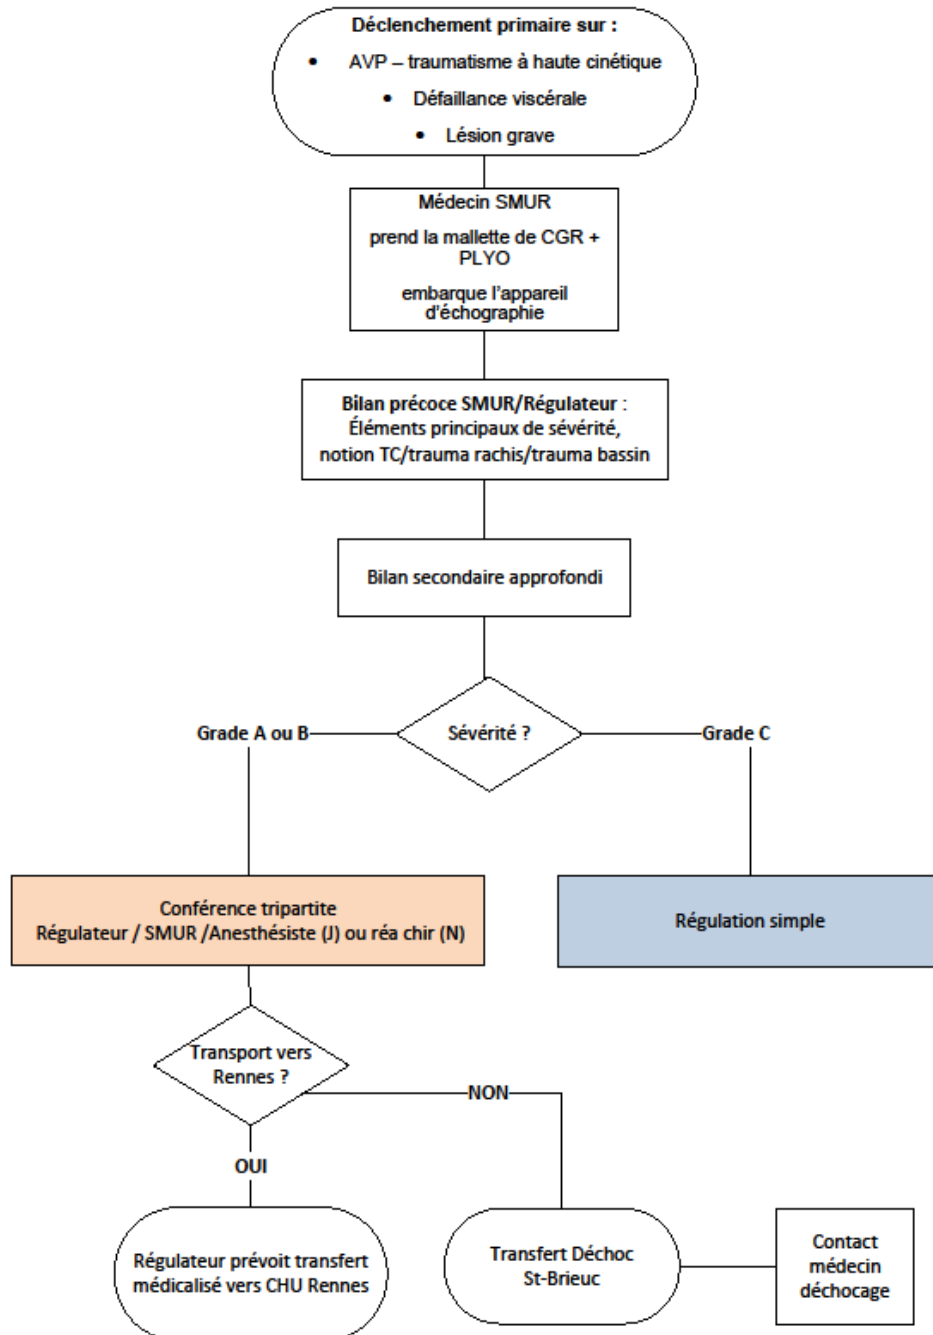 Déclenchement primaire sur :
• AVP – traumatisme à haute cinétique
• Défaillance viscérale
• Lésion grave
Médecin SMUR
prend la mallette de CGR +
PLYO
embarque l'appareil
d'échographie
Bilan précoce SMUR/Régulateur :
Éléments principaux de sévérité,
notion TC/trauma rachis/trauma bassin
Bilan secondaire approfondi
Sévérité ?
Grade A ou B
Grade C
Conférence tripartite
Régulateur / SMUR /Anesthésiste (J) ou réa chir (N)
Régulation simple
Transport vers
Rennes ?
NON
OUI
Régulateur prévoit transfert
médicalisé vers CHU Rennes
Transfert Déchoc
St-Brieuc
Contact
médecin
déchocage